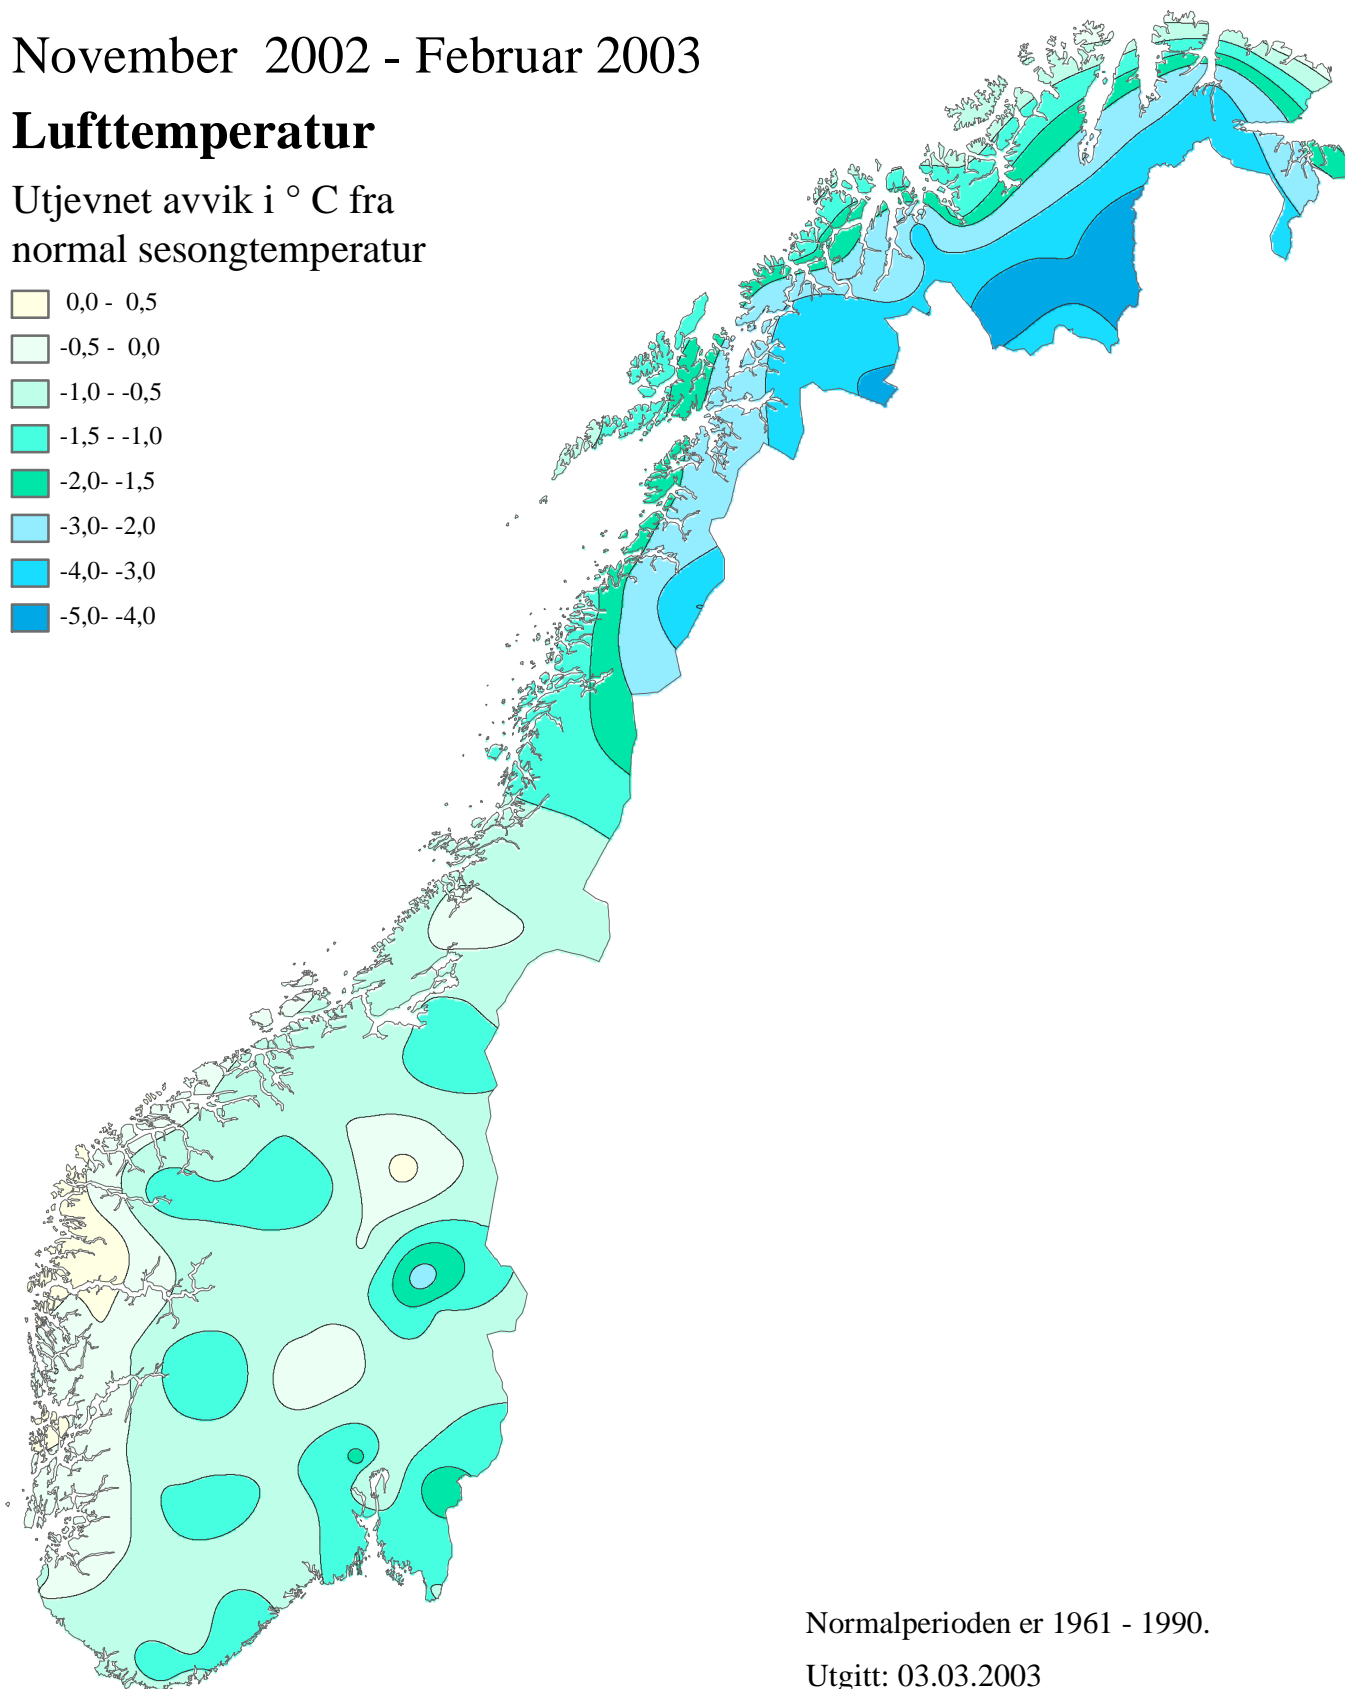 November 2002 - Februar 2003
Lufttemperatur
Utjevnet avvik i ° C fra
normal sesongtemperatur
0,0 - 0,5
-0,5 - 0,0
-1,0 - -0,5
-1,5 - -1,0
-2,0- -1,5
-3,0- -2,0
-4,0- -3,0
-5,0- -4,0
Normalperioden er 1961 - 1990.
Utgitt: 03.03.2003